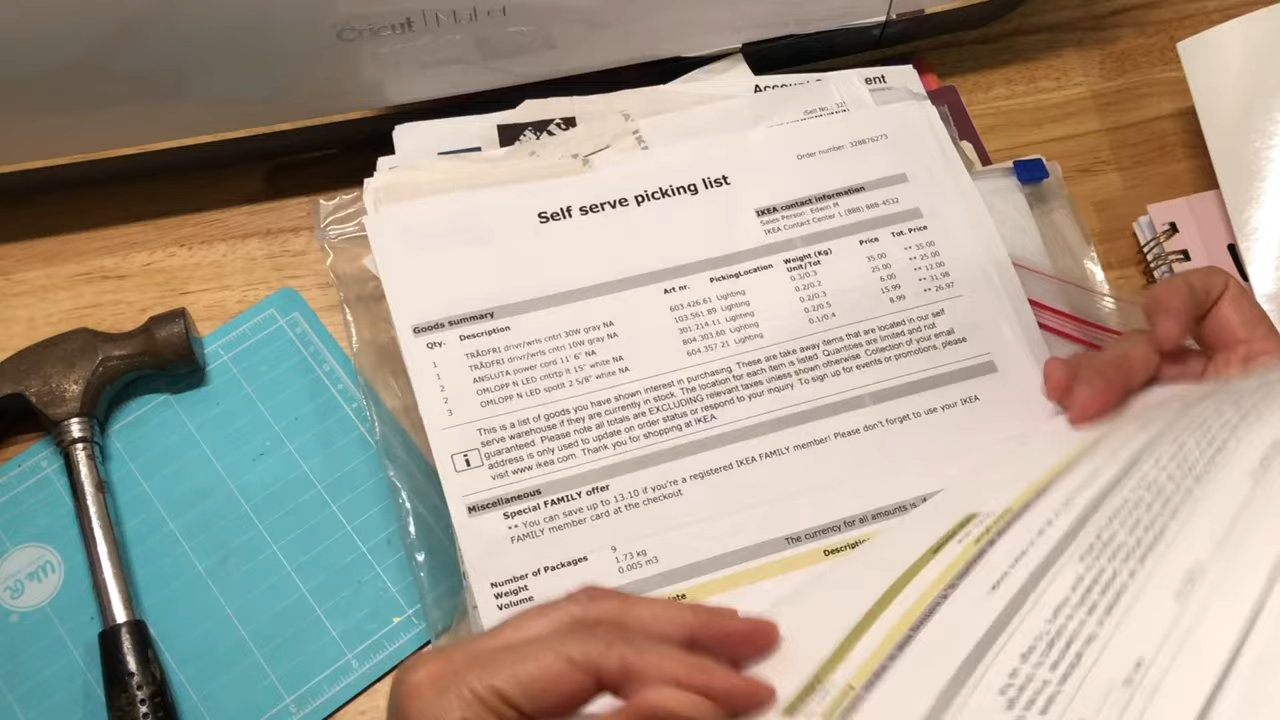 Cricut | Maker
ent
Order number: 328876273
Self serve picking list
IKEA contact information
Sales Person: Edwin M
IKEA Contact Center 1 (888) 888-4532
Goods summary
Qty. Description Art nr. PickingLocation Weight (Kg) Unit/Tot Price Tot. Price
1 TRÅDFRI drivr/wrls cntrl 30W gray NA 603.426.61 Lighting 0.3/0.3 35.00 ** 35.00
1 TRÅDFRI drivr/wrls cntrl 10W gray NA 103.561.89 Lighting 0.2/0.2 25.00 ** 25.00
2 ANSLUTA power cord 11' 6" NA 301.214.11 Lighting 0.2/0.3 6.00 ** 12.00
2 OMLOPP N LED cntrtp lt 15" white NA 804.303.60 Lighting 0.2/0.5 15.99 ** 31.98
3 OMLOPP N LED spotlt 2 5/8" white NA 604.357.21 Lighting 0.1/0.4 8.99 ** 26.97
This is a list of goods you have shown interest in purchasing. These are take away items that are located in our self
serve warehouse if they are currently in stock. The location for each item is listed. Quantities are limited and not
guaranteed. Please note all totals are EXCLUDING relevant taxes unless shown otherwise. Collection of your email
address is only used to update on order status or respond to your inquiry. To sign up for events or promotions, please
visit www.ikea.com. Thank you for shopping at IKEA
i
Miscellaneous
Special FAMILY offer
** You can save up to 13.10 if you're a registered IKEA FAMILY member! Please don't forget to use your IKEA
FAMILY member card at the checkout
The currency for all amounts is
Number of Packages 9
Weight 1.73 kg
Volume 0.005 m3
We R